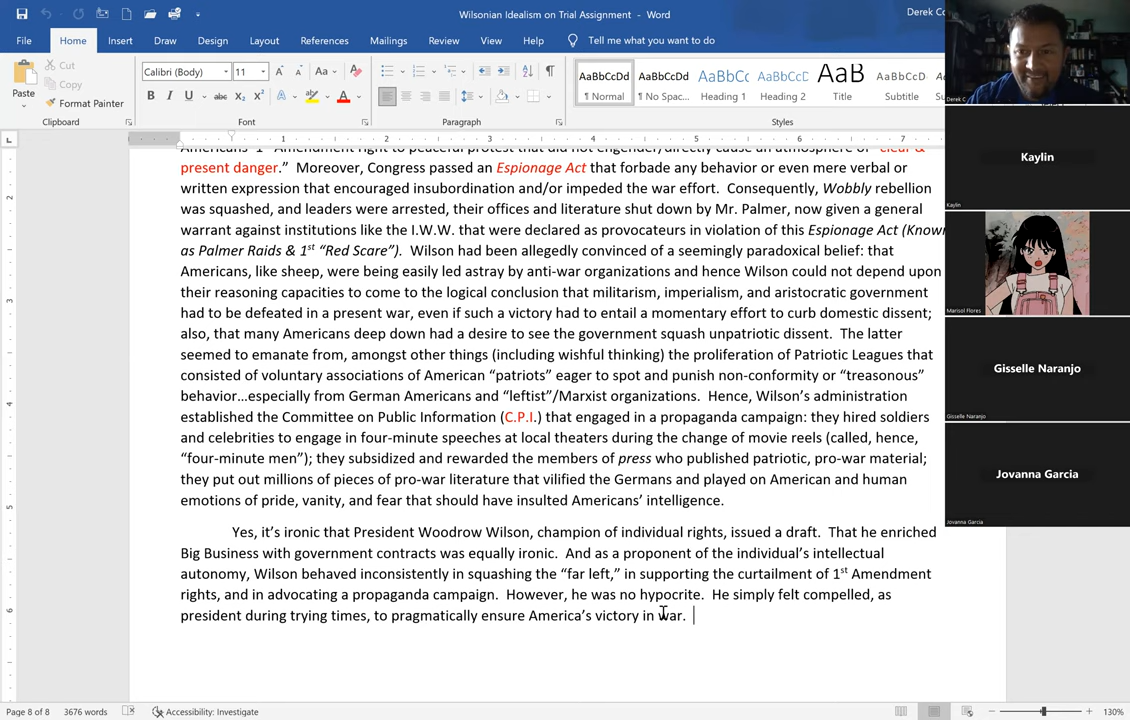 Wilsonian Idealism on Trial Assignment - Word
Derek Co
File Home Insert Draw Design Layout References Mailings Review View Help Tell me what you want to do
Paste
Cut
Copy
Format Painter
Clipboard
Calibri (Body) 11
Font
Paragraph
AaBbCcDd AaBbCcDd AaBbCc AaBbCcD AaB AaBbCcD
¶ Normal ¶ No Spac... Heading 1 Heading 2 Title Subtitle
Styles
1 2 3 4 5 6 7
present danger.” Moreover, Congress passed an Espionage Act that forbade any behavior or even mere verbal or
written expression that encouraged insubordination and/or impeded the war effort. Consequently, Wobbly rebellion
was squashed, and leaders were arrested, their offices and literature shut down by Mr. Palmer, now given a general
warrant against institutions like the I.W.W. that were declared as provocateurs in violation of this Espionage Act (Known
as Palmer Raids & 1st “Red Scare”). Wilson had been allegedly convinced of a seemingly paradoxical belief: that
Americans, like sheep, were being easily led astray by anti-war organizations and hence Wilson could not depend upon
their reasoning capacities to come to the logical conclusion that militarism, imperialism, and aristocratic government
had to be defeated in a present war, even if such a victory had to entail a momentary effort to curb domestic dissent;
also, that many Americans deep down had a desire to see the government squash unpatriotic dissent. The latter
seemed to emanate from, amongst other things (including wishful thinking) the proliferation of Patriotic Leagues that
consisted of voluntary associations of American “patriots” eager to spot and punish non-conformity or “treasonous”
behavior...especially from German Americans and “leftist”/Marxist organizations. Hence, Wilson’s administration
established the Committee on Public Information (C.P.I.) that engaged in a propaganda campaign: they hired soldiers
and celebrities to engage in four-minute speeches at local theaters during the change of movie reels (called, hence,
“four-minute men”); they subsidized and rewarded the members of press who published patriotic, pro-war material;
they put out millions of pieces of pro-war literature that vilified the Germans and played on American and human
emotions of pride, vanity, and fear that should have insulted Americans’ intelligence.
Yes, it’s ironic that President Woodrow Wilson, champion of individual rights, issued a draft. That he enriched
Big Business with government contracts was equally ironic. And as a proponent of the individual’s intellectual
autonomy, Wilson behaved inconsistently in squashing the “far left,” in supporting the curtailment of 1st Amendment
rights, and in advocating a propaganda campaign. However, he was no hypocrite. He simply felt compelled, as
president during trying times, to pragmatically ensure America’s victory in war.
Page 8 of 8 3676 words Accessibility: Investigate
130%
Derek C
Kaylin
Kaylin
Marisol Flores
Gisselle Naranjo
Gisselle Naranjo
Jovanna Garcia
Jovanna Garcia